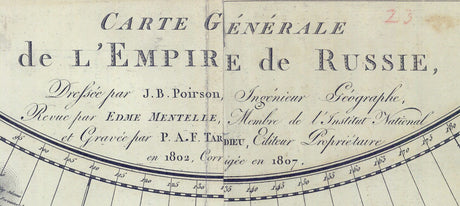 CARTE GÉNÉRALE
23
de L'EMPIRE de RUSSIE,
Dressée par J.B. Poirson, Ingénieur Géographe,
Revue par EDME MENTELLE, Membre de l'Institut National
et Gravée par P.A.F. TARDIEU, Editeur Propriétaire
en 1802, Corrigée en 1807.